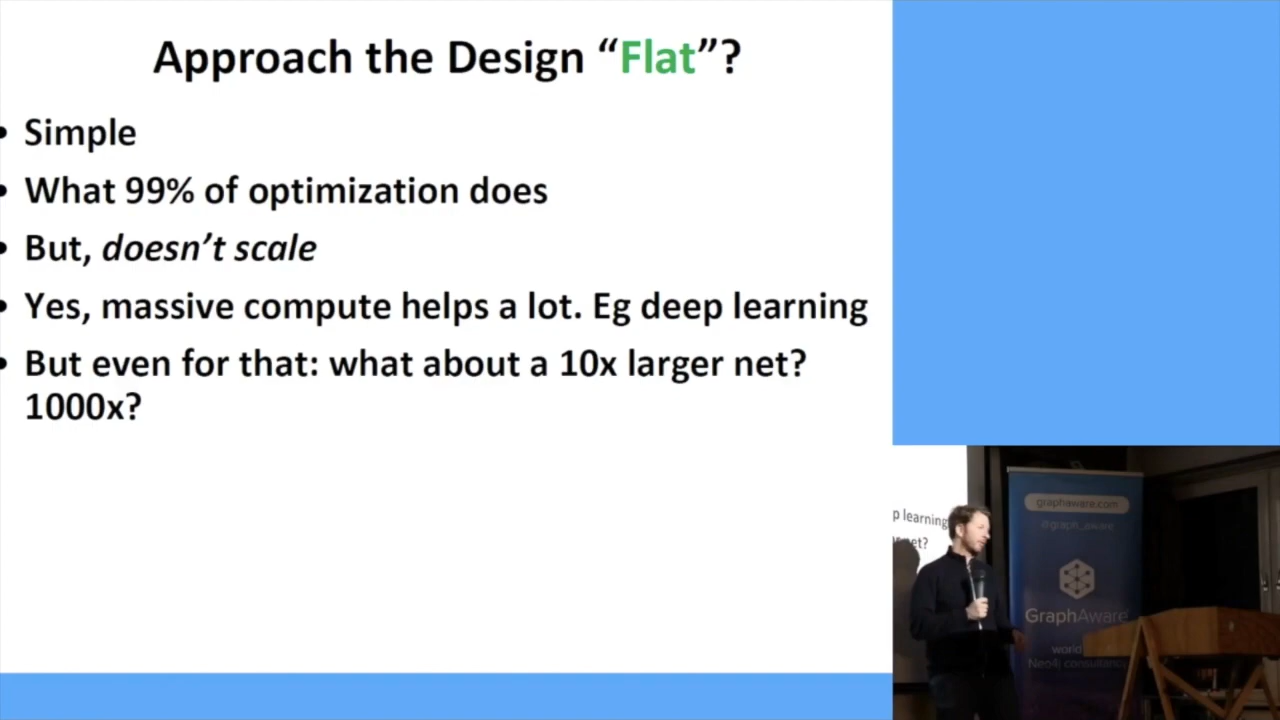 Approach the Design “Flat”?
• Simple
• What 99% of optimization does
• But, doesn’t scale
• Yes, massive compute helps a lot. Eg deep learning
• But even for that: what about a 10x larger net?
1000x?
p learning
et?
graphaware.com
@graph_aware
GraphAware
world
Neo4j consultancy